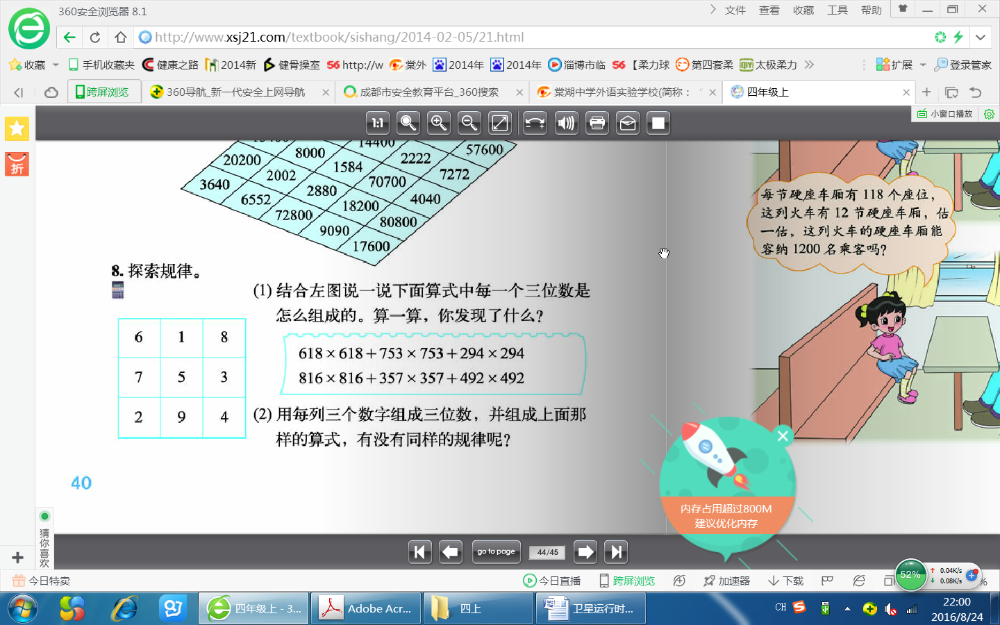 360安全浏览器 8.1
文件 查看 收藏 工具 帮助
http://www.xsj21.com/textbook/sishang/2014-02-05/21.html
收藏 手机收藏夹 健康之路 2014新 健骨操室 http://w 棠外 2014年 2014年 淄博市临 【柔力球 第四套柔 太极柔力 扩展 登录管家
跨屏浏览 360导航_新一代安全上网导航 成都市安全教育平台_360搜索 棠湖中学外语实验学校(简称： 四年级上
小窗口播放
1:1
折
14400 57600
20200 8000 1584 2222 7272
3640 2002 2880 70700
6552 18200 4040
72800 80800
9090
17600
8. 探索规律。
(1) 结合左图说一说下面算式中每一个三位数是
怎么组成的。算一算，你发现了什么？
6 1 8
7 5 3
2 9 4
618×618+753×753+294×294
816×816+357×357+492×492
(2) 用每列三个数字组成三位数，并组成上面那
样的算式，有没有同样的规律呢？
40
每节硬座车厢有 118 个座位，
这列火车有 12 节硬座车厢，估
一估，这列火车的硬座车厢能
容纳 1200 名乘客吗？
内存占用超过800M
建议优化内存
猜你喜欢
go to page 44/45
今日特卖 今日直播 跨屏浏览 加速器 下载 %
52% 0.04K/s
0.08K/s
四年级上 - 3... Adobe Acr... 四上 卫星运行时...
CH 22:00
2016/8/24